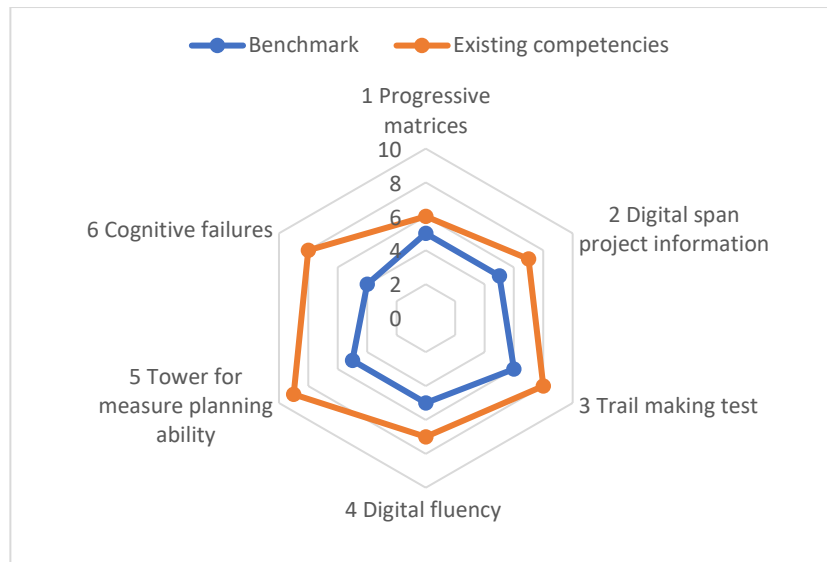 Benchmark Existing competencies
1 Progressive
matrices
10
8
6
4
2
0
2 Digital span
project information
3 Trail making test
4 Digital fluency
5 Tower for
measure planning
ability
6 Cognitive failures